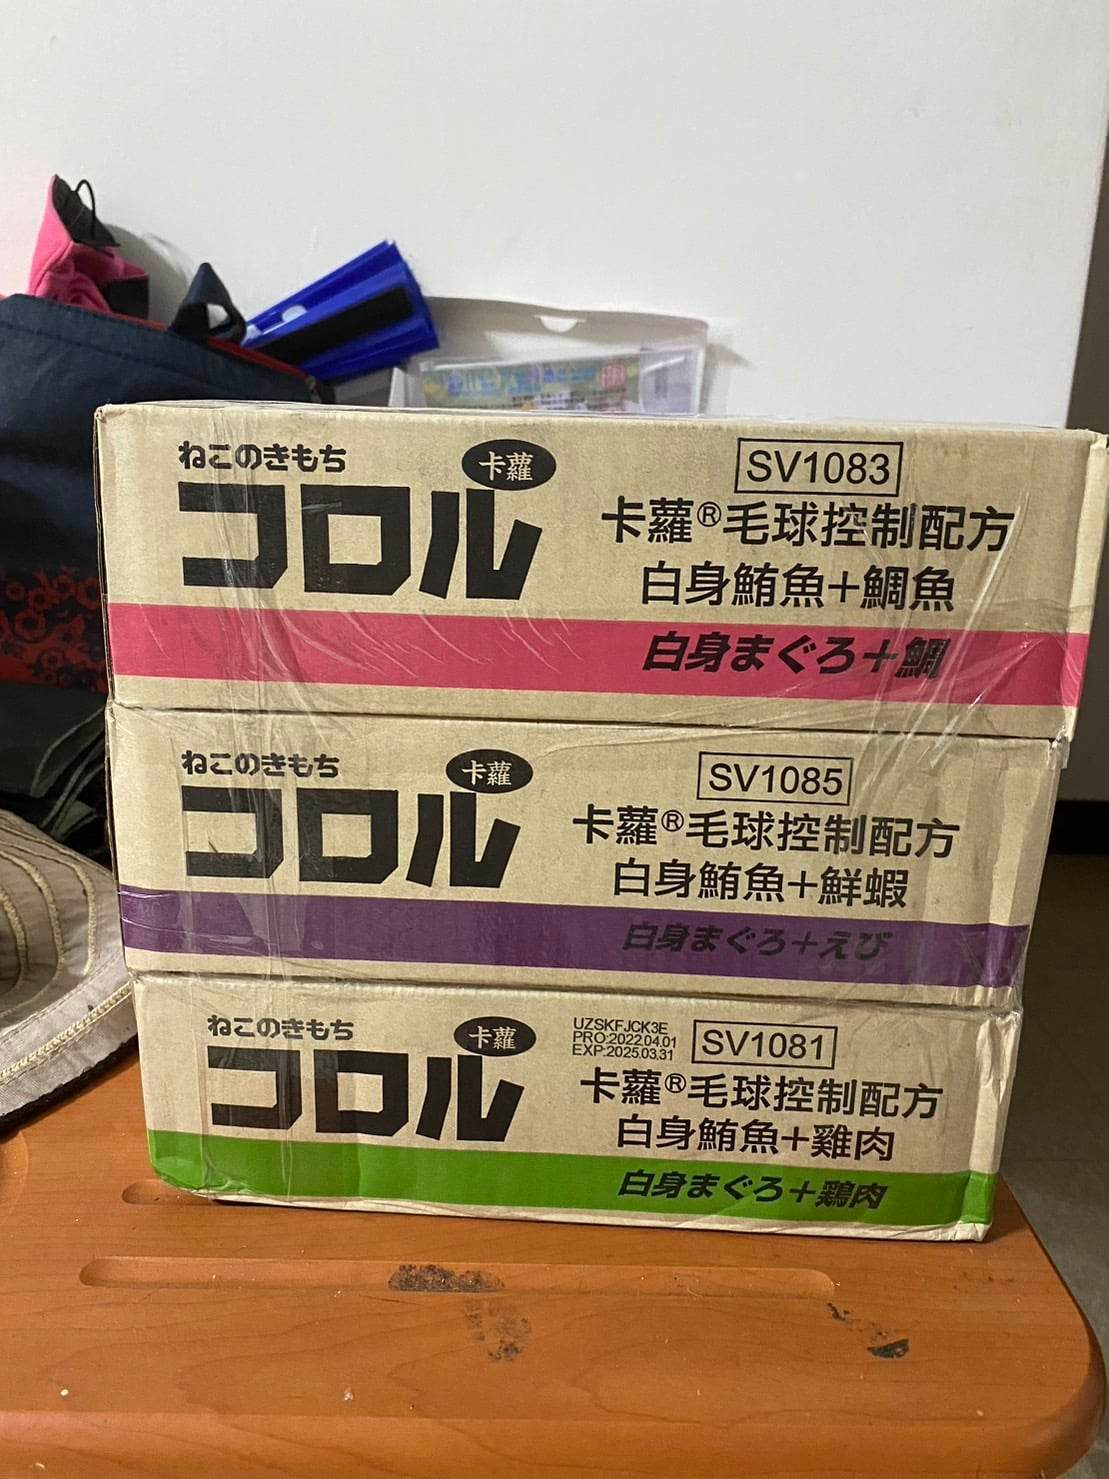 ねこのきもち
コロル
卡蘿
SV1083
卡蘿®毛球控制配方
白身鮪魚+鯛魚
白身まぐろ+鯛
ねこのきもち
コロル
卡蘿
SV1085
卡蘿®毛球控制配方
白身鮪魚+鮮蝦
白身まぐろ+えび
ねこのきもち
コロル
卡蘿
UZSKFJCK3E
PRO:2022.04.01
EXP:2025.03.31
SV1081
卡蘿®毛球控制配方
白身鮪魚+雞肉
白身まぐろ+鶏肉